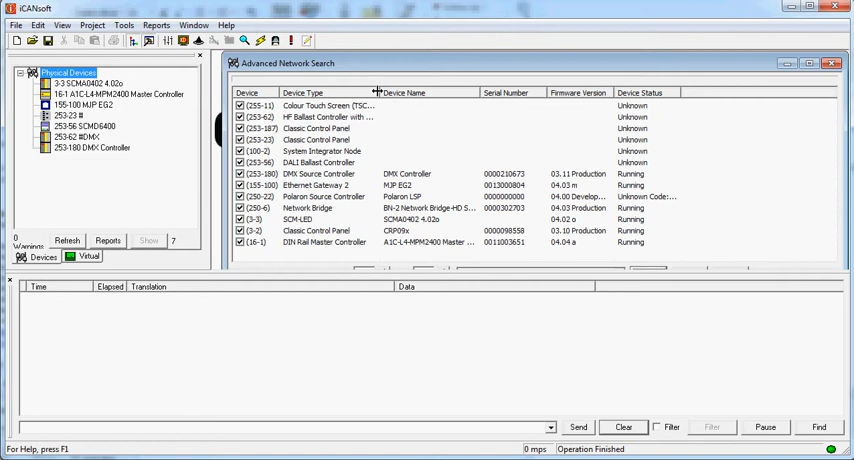 iCANsoft
File Edit View Project Tools Reports Window Help
Physical Devices
3-3 SCMA0402 4.02o
16-1 A1C-L4-MPM2400 Master Controller
155-100 MJP EG2
253-23 #
253-56 SCMD6400
253-62 #DMX
253-180 DMX Controller
0 Warnings Refresh Reports Show 7
Devices Virtual
Advanced Network Search
Device Device Type Device Name Serial Number Firmware Version Device Status
(255-11) Colour Touch Screen (TSC... Unknown
(253-62) HF Ballast Controller with ... Unknown
(253-187) Classic Control Panel Unknown
(253-23) Classic Control Panel Unknown
(100-2) System Integrator Node Unknown
(253-56) DALI Ballast Controller Unknown
(253-180) DMX Source Controller DMX Controller 0000210673 03.11 Production Running
(155-100) Ethernet Gateway 2 MJP EG2 0013000804 04.03 m Running
(250-22) Polaron Source Controller Polaron LSP 0000000000 04.00 Develop... Unknown Code:...
(250-6) Network Bridge BN-2 Network Bridge-HD S... 0000302703 04.03 Production Running
(3-3) SCM-LED SCMA0402 4.02o 04.02 o Running
(3-2) Classic Control Panel CRP09x 0000098558 03.10 Production Running
(16-1) DIN Rail Master Controller A1C-L4-MPM2400 Master ... 0011003651 04.04 a Running
Time Elapsed Translation Data
Send Clear Filter Filter Pause Find
For Help, press F1 0 mps Operation Finished